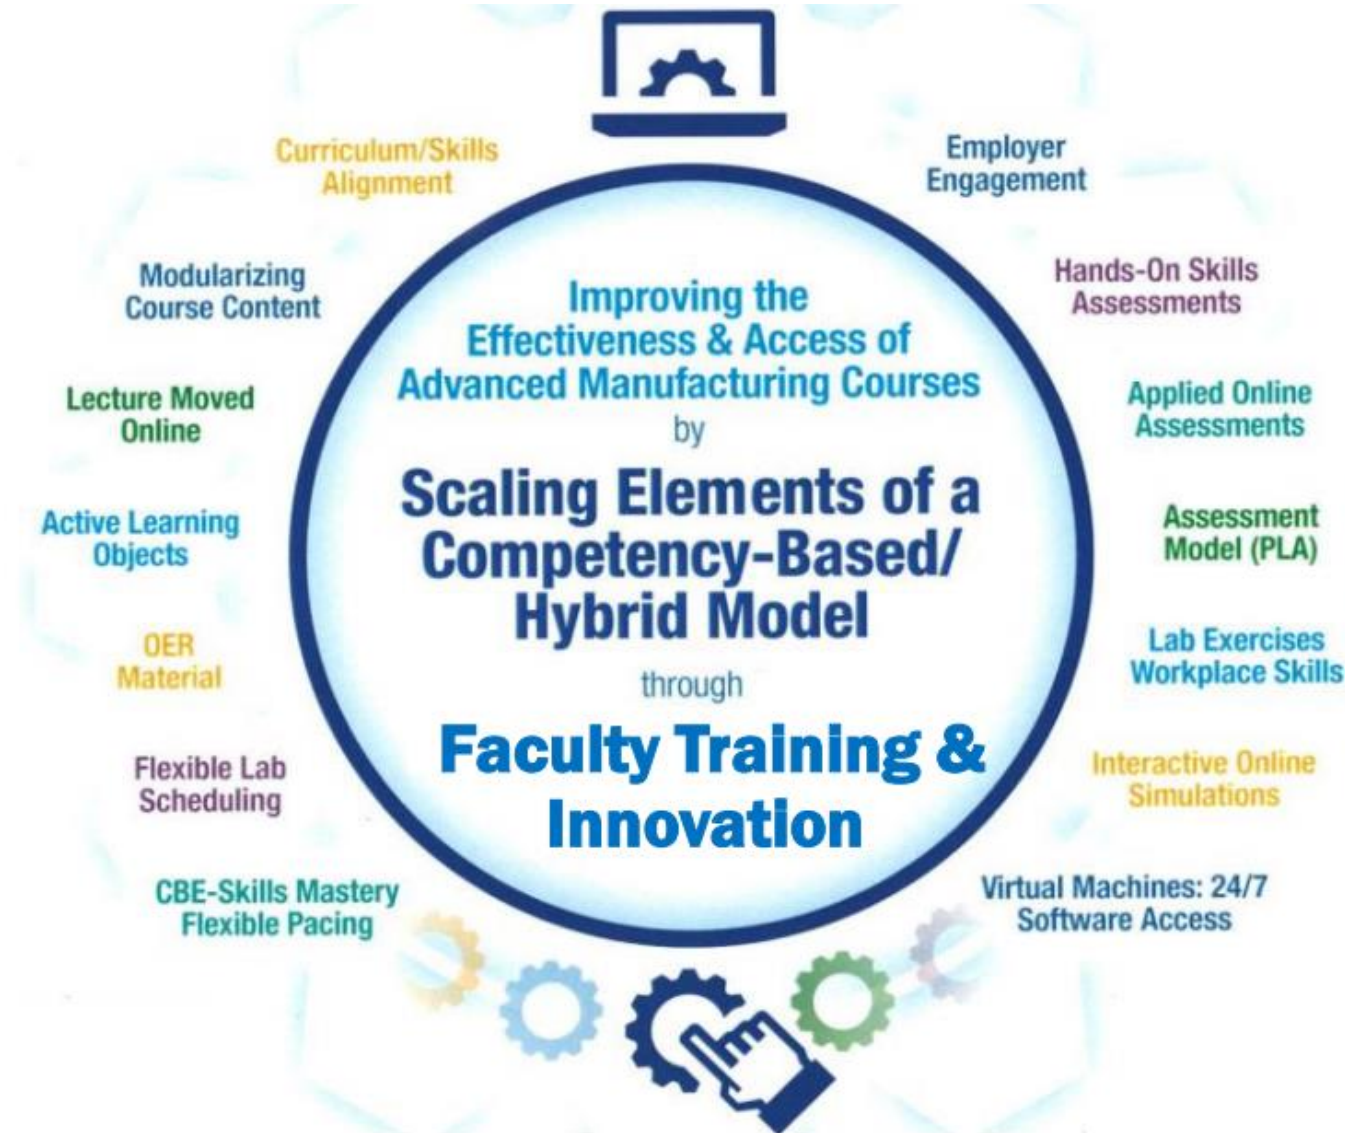 Curriculum/Skills
Alignment
Modularizing
Course Content
Lecture Moved
Online
Active Learning
Objects
OER
Material
Flexible Lab
Scheduling
CBE-Skills Mastery
Flexible Pacing
Improving the
Effectiveness & Access of
Advanced Manufacturing Courses
by
Scaling Elements of a
Competency-Based/
Hybrid Model
through
Faculty Training &
Innovation
Employer
Engagement
Hands-On Skills
Assessments
Applied Online
Assessments
Assessment
Model (PLA)
Lab Exercises
Workplace Skills
Interactive Online
Simulations
Virtual Machines: 24/7
Software Access